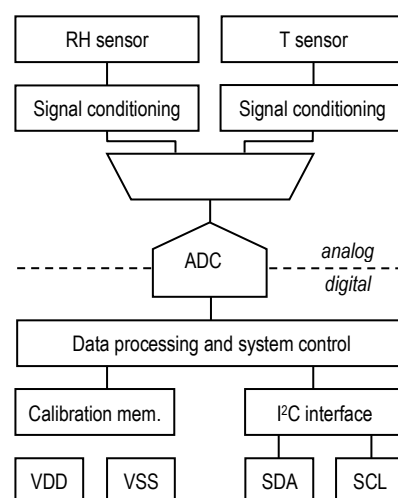 RH sensor
T sensor
Signal conditioning
Signal conditioning
ADC
analog
digital
Data processing and system control
Calibration mem.
I²C interface
VDD
VSS
SDA
SCL